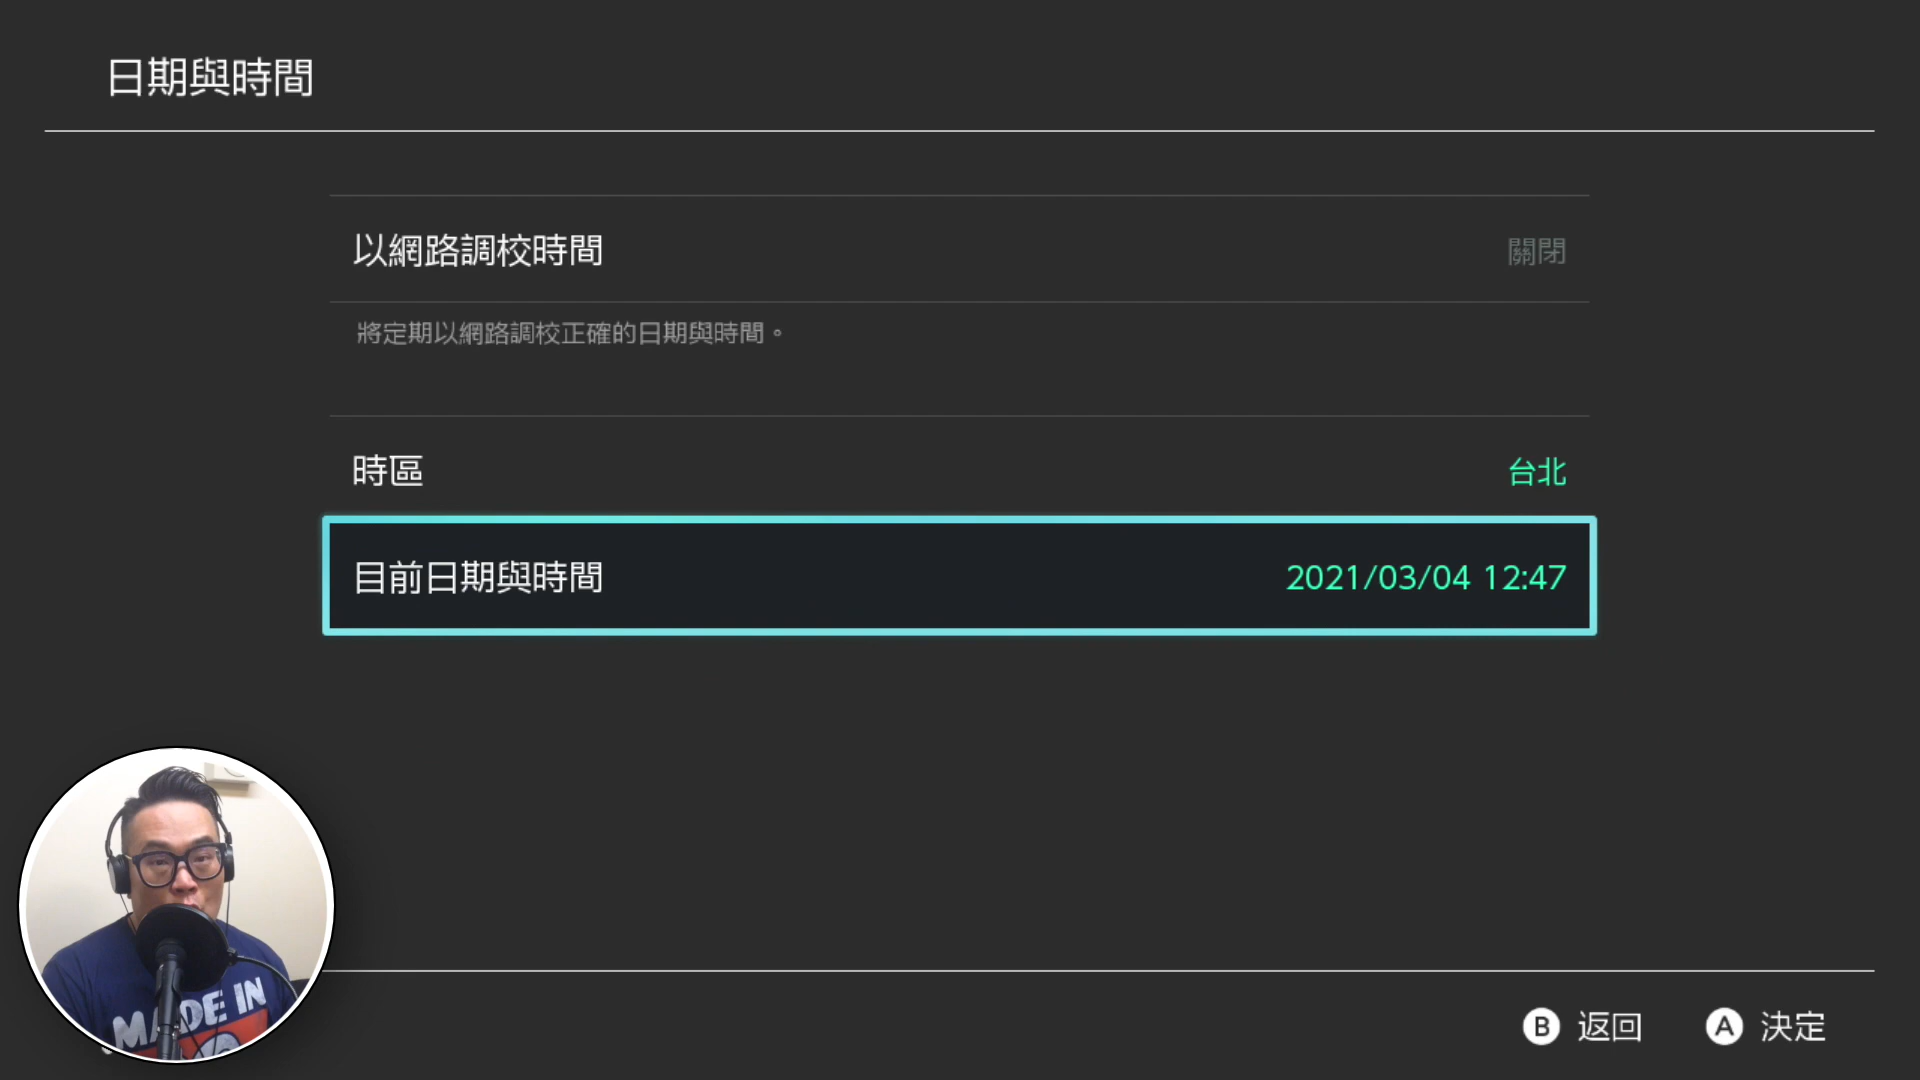 日期與時間
以網路調校時間 關閉
將定期以網路調校正確的日期與時間。
時區 台北
目前日期與時間 2021/03/04 12:47
MADE IN
B 返回 A 決定